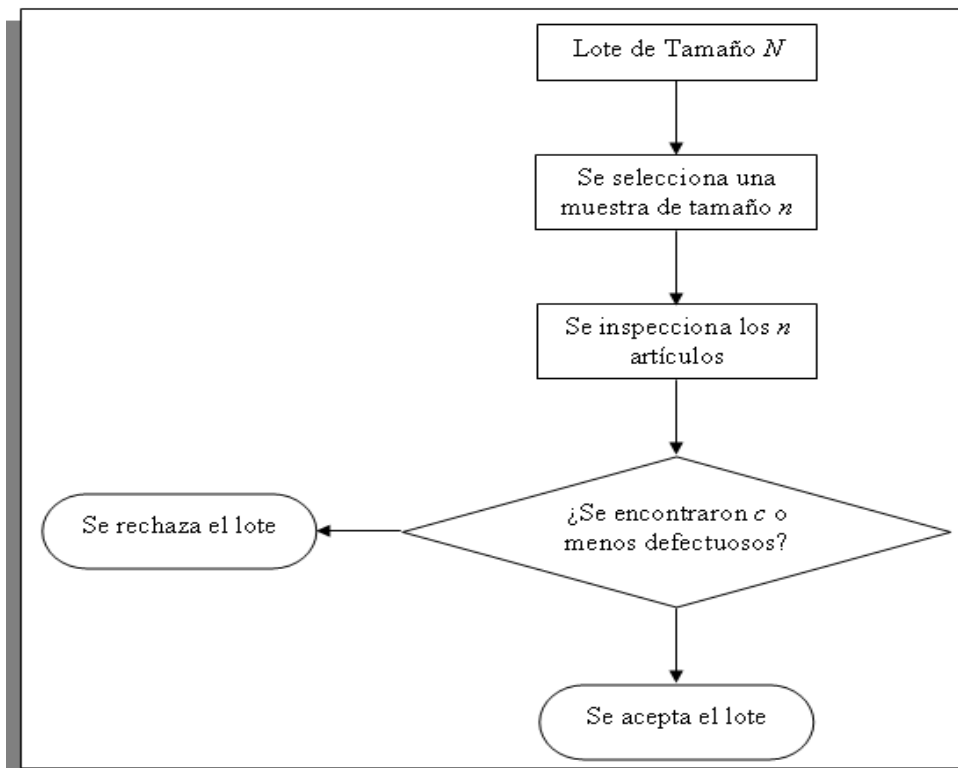 Lote de Tamaño N
Se selecciona una
muestra de tamaño n
Se inspecciona los n
artículos
¿Se encontraron c o
menos defectuosos?
Se rechaza el lote
Se acepta el lote